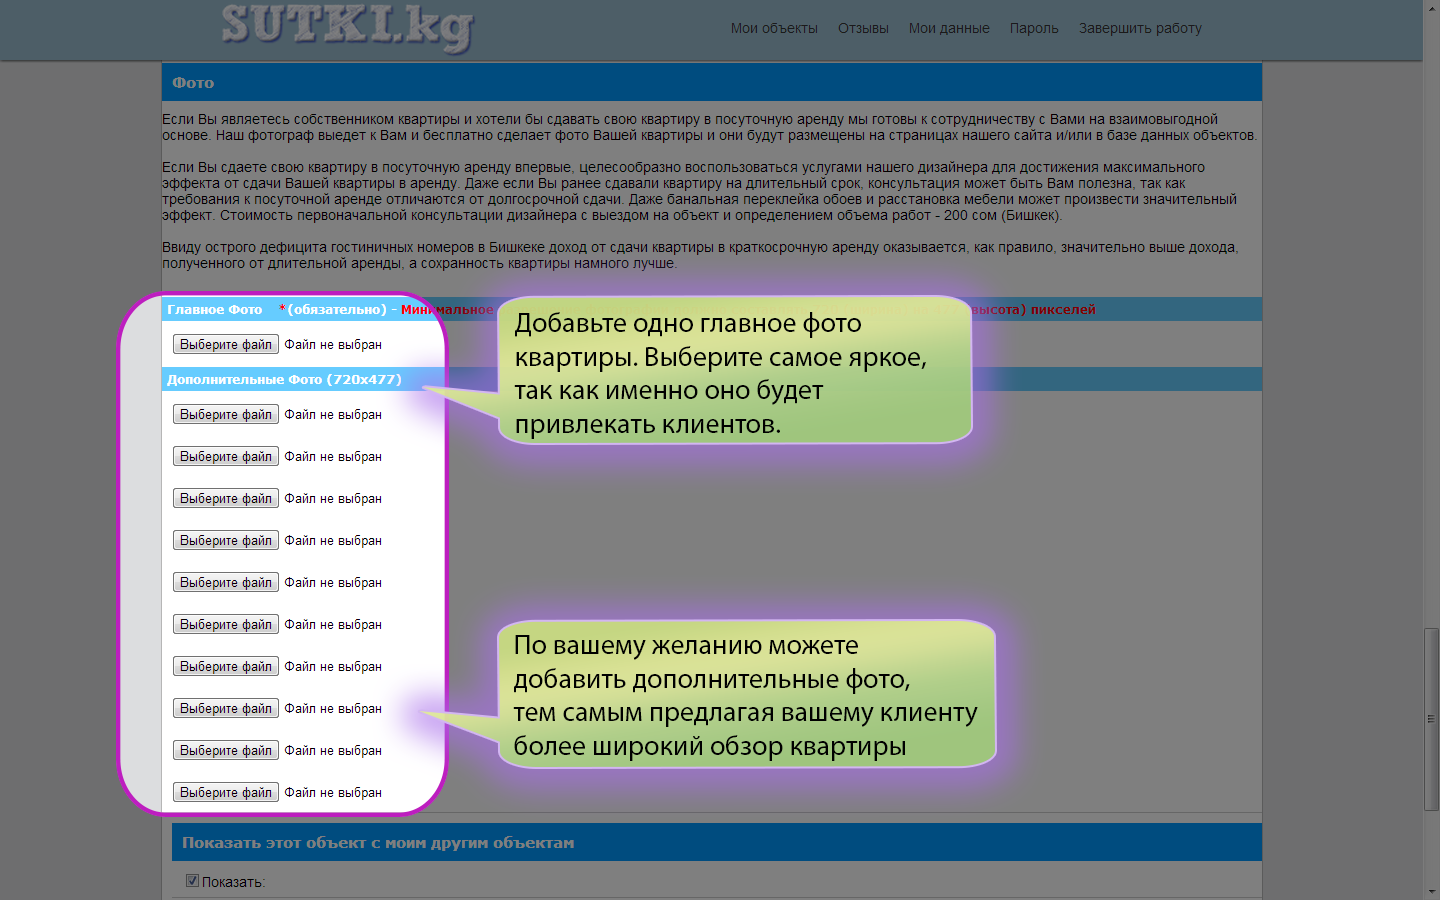 SUTKI.kg
Мои объекты Отзывы Мои данные Пароль Завершить работу
Фото
Если Вы являетесь собственником квартиры и хотели бы сдавать свою квартиру в посуточную аренду мы готовы к сотрудничеству с Вами на взаимовыгодной
основе. Наш фотограф выедет к Вам и бесплатно сделает фото Вашей квартиры и они будут размещены на страницах нашего сайта и/или в базе данных объектов.
Если Вы сдаете свою квартиру в посуточную аренду впервые, целесообразно воспользоваться услугами нашего дизайнера для достижения максимального
эффекта от сдачи Вашей квартиры в аренду. Даже если Вы ранее сдавали квартиру на длительный срок, консультация может быть Вам полезна, так как
требования к посуточной аренде отличаются от долгосрочной сдачи. Даже банальная переклейка обоев и расстановка мебели может произвести значительный
эффект. Стоимость первоначальной консультации дизайнера с выездом на объект и определением объема работ - 200 сом (Бишкек).
Ввиду острого дефицита гостиничных номеров в Бишкеке доход от сдачи квартиры в краткосрочную аренду оказывается, как правило, значительно выше дохода,
полученного от длительной аренды, а сохранность квартиры намного лучше.
Главное Фото *(обязательно) - Минимальное высота) пикселей
Добавьте одно главное фото
квартиры. Выберите самое яркое,
так как именно оно будет
привлекать клиентов.
Выберите файл Файл не выбран
Дополнительные Фото (720x477)
Выберите файл Файл не выбран
Выберите файл Файл не выбран
Выберите файл Файл не выбран
Выберите файл Файл не выбран
Выберите файл Файл не выбран
Выберите файл Файл не выбран
Выберите файл Файл не выбран
Выберите файл Файл не выбран
Выберите файл Файл не выбран
Выберите файл Файл не выбран
По вашему желанию можете
добавить дополнительные фото,
тем самым предлагая вашему клиенту
более широкий обзор квартиры
Показать этот объект с моим другим объектам
Показать: